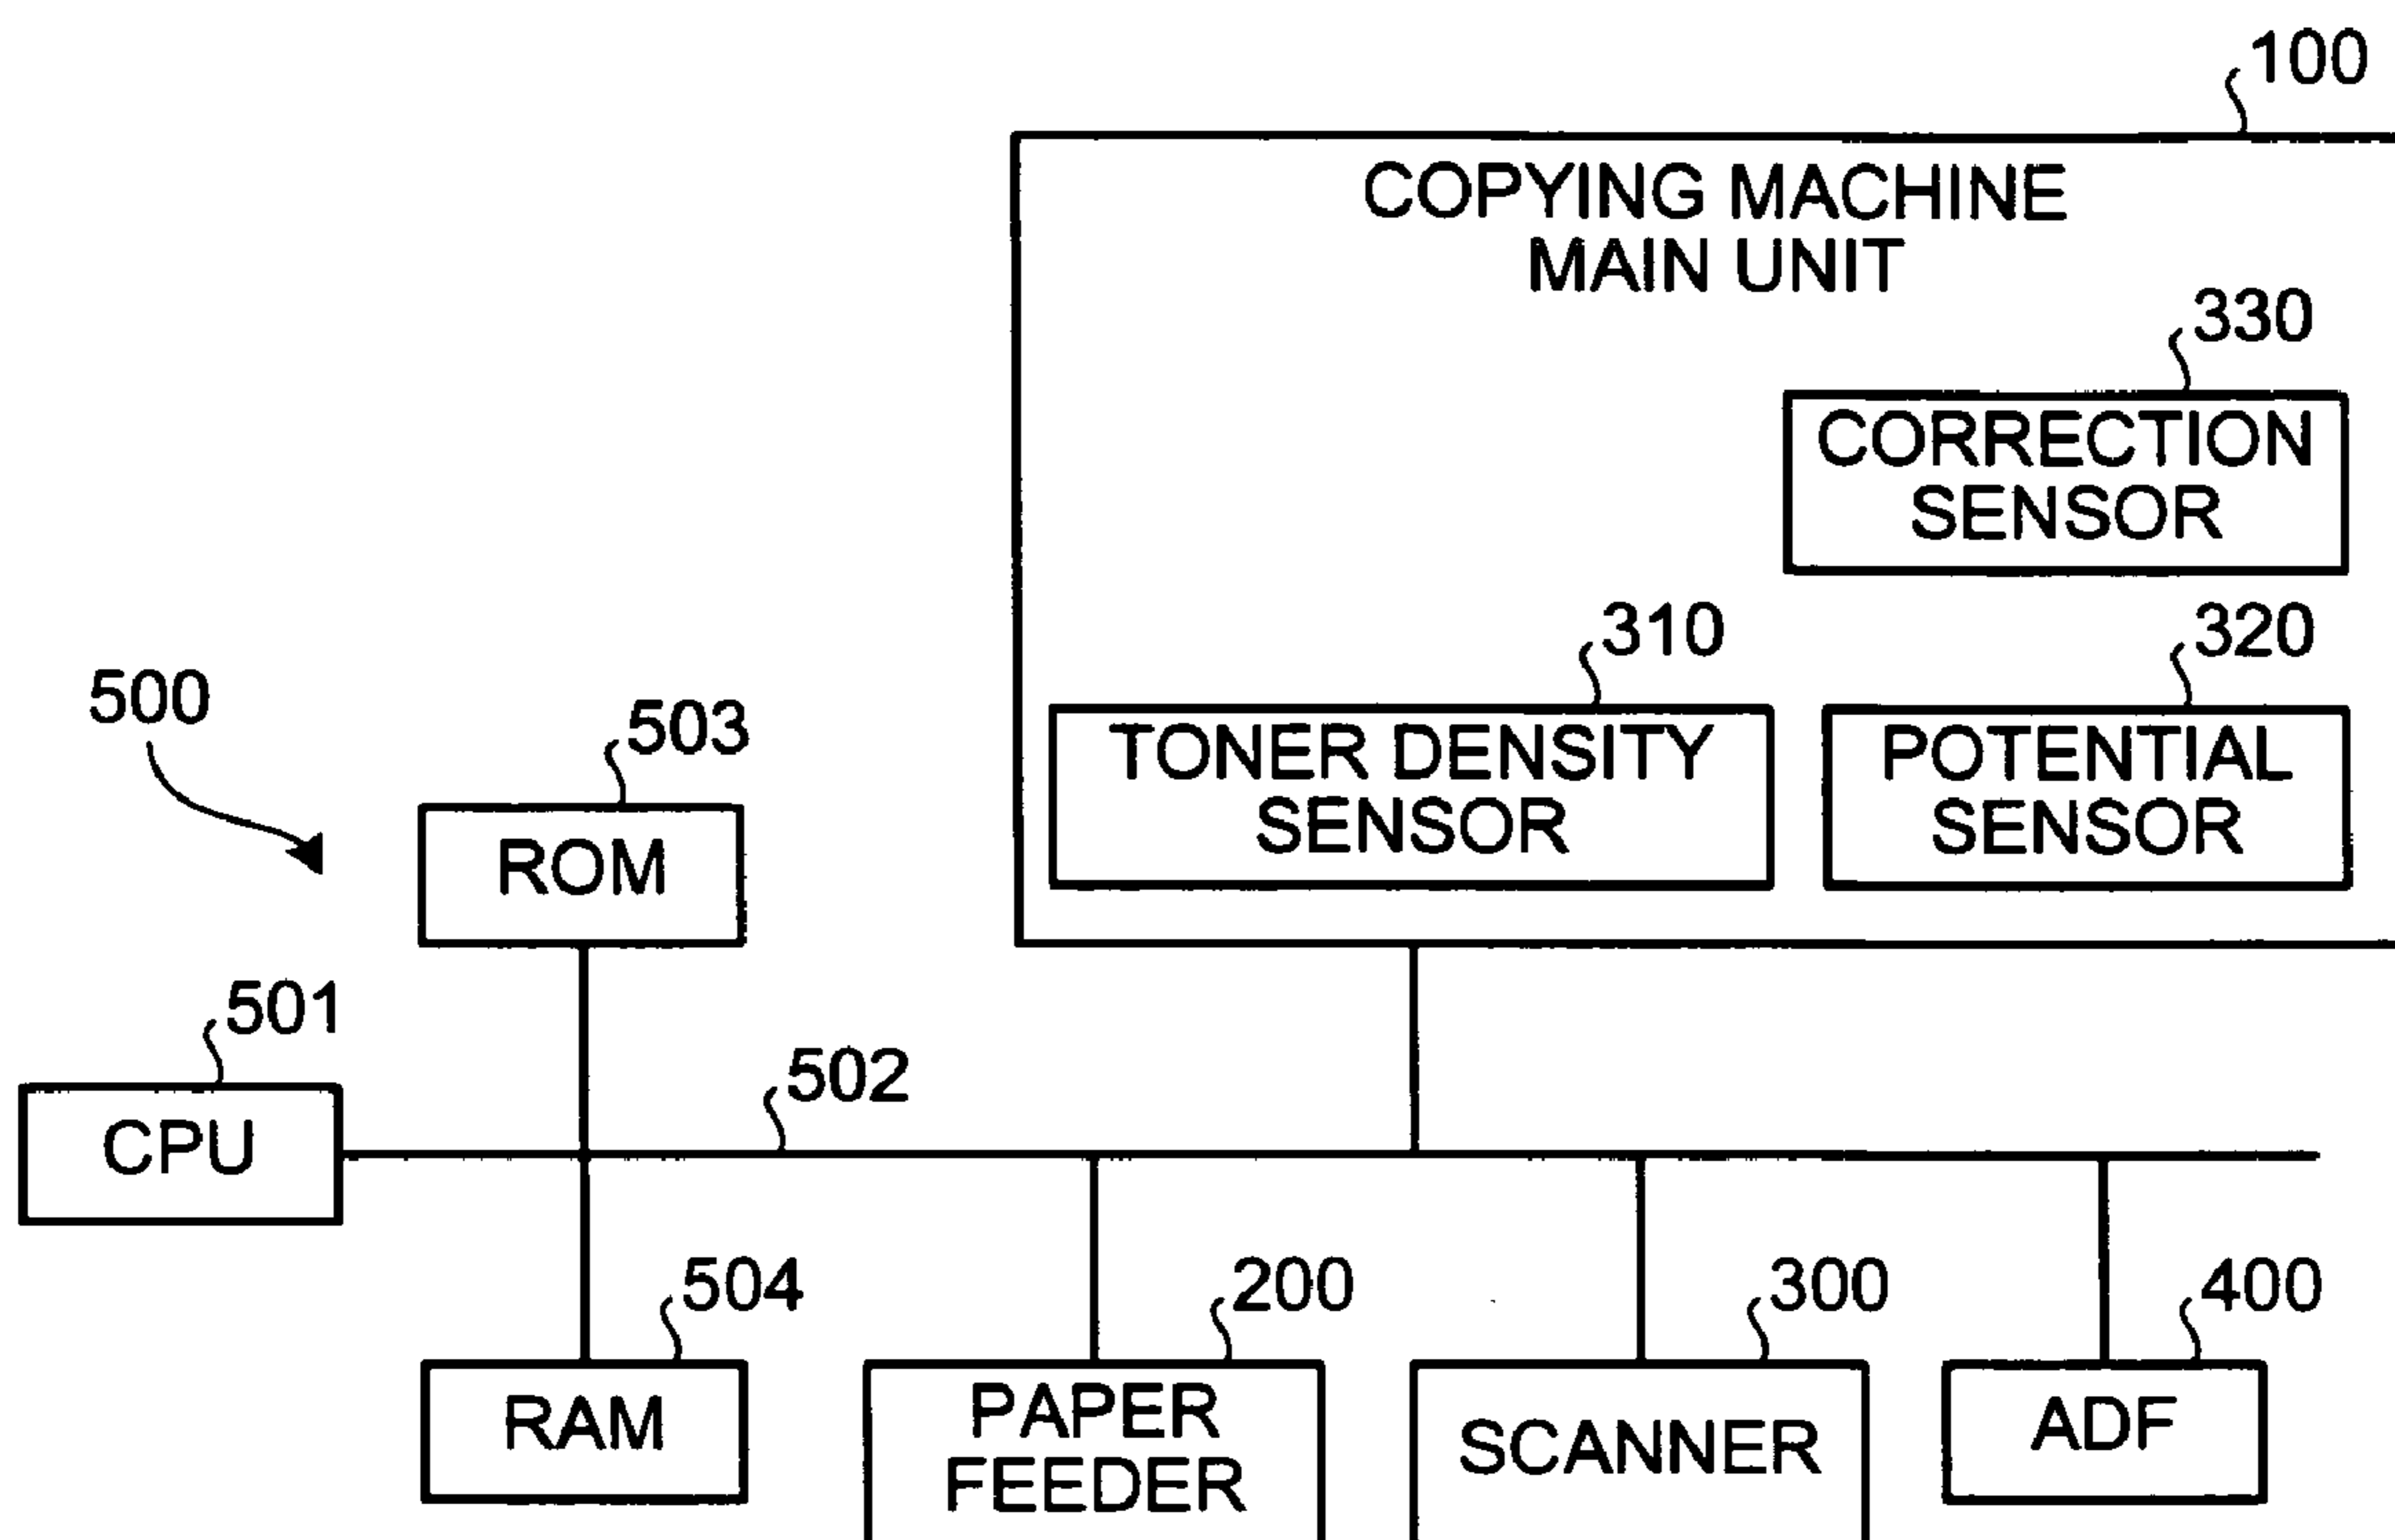 100
COPYING MACHINE
MAIN UNIT
330
CORRECTION
SENSOR
310
320
TONER DENSITY
SENSOR
POTENTIAL
SENSOR
500
503
ROM
501
CPU
502
504
RAM
200
PAPER
FEEDER
300
SCANNER
400
ADF